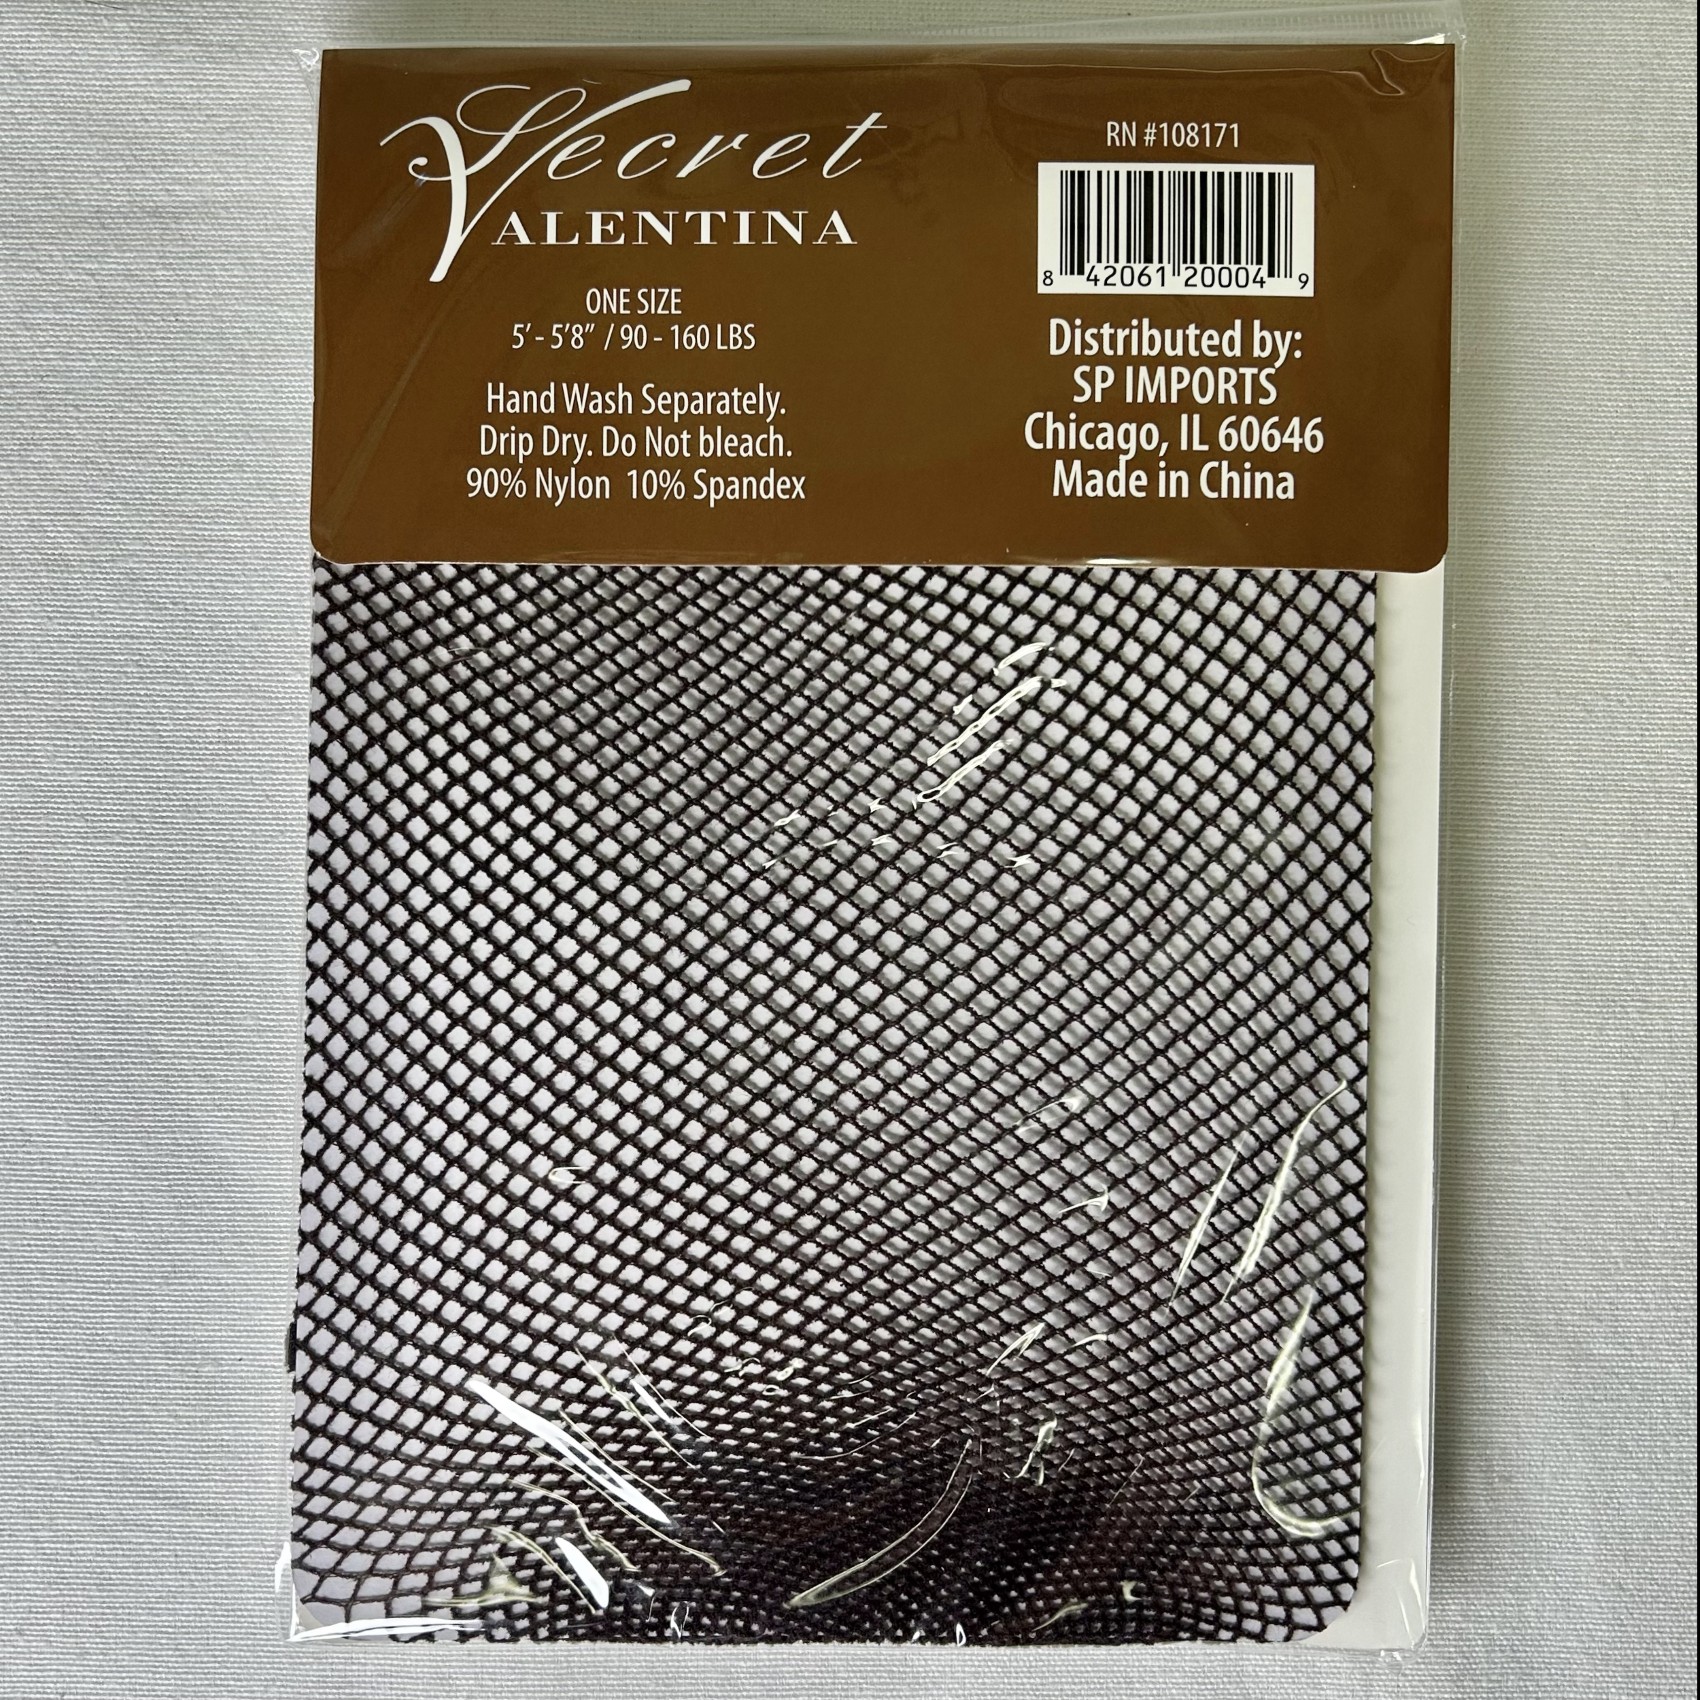 Secret
VALENTINA
ONE SIZE
5' - 5'8" / 90 - 160 LBS
Hand Wash Separately.
Drip Dry. Do Not bleach.
90% Nylon 10% Spandex
RN #108171
8 42061 20004 9
Distributed by:
SP IMPORTS
Chicago, IL 60646
Made in China